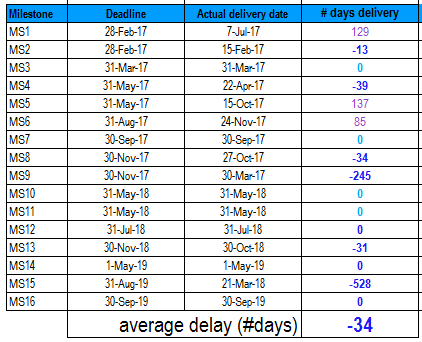 Milestone Deadline Actual delivery date # days delivery
MS1 28-Feb-17 7-Jul-17 129
MS2 28-Feb-17 15-Feb-17 -13
MS3 31-Mar-17 31-Mar-17 0
MS4 31-May-17 22-Apr-17 -39
MS5 31-May-17 15-Oct-17 137
MS6 31-Aug-17 24-Nov-17 85
MS7 30-Sep-17 30-Sep-17 0
MS8 30-Nov-17 27-Oct-17 -34
MS9 30-Nov-17 30-Mar-17 -245
MS10 31-May-18 31-May-18 0
MS11 31-May-18 31-May-18 0
MS12 31-Jul-18 31-Jul-18 0
MS13 30-Nov-18 30-Oct-18 -31
MS14 1-May-19 1-May-19 0
MS15 31-Aug-19 21-Mar-18 -528
MS16 30-Sep-19 30-Sep-19 0
average delay (#days) -34